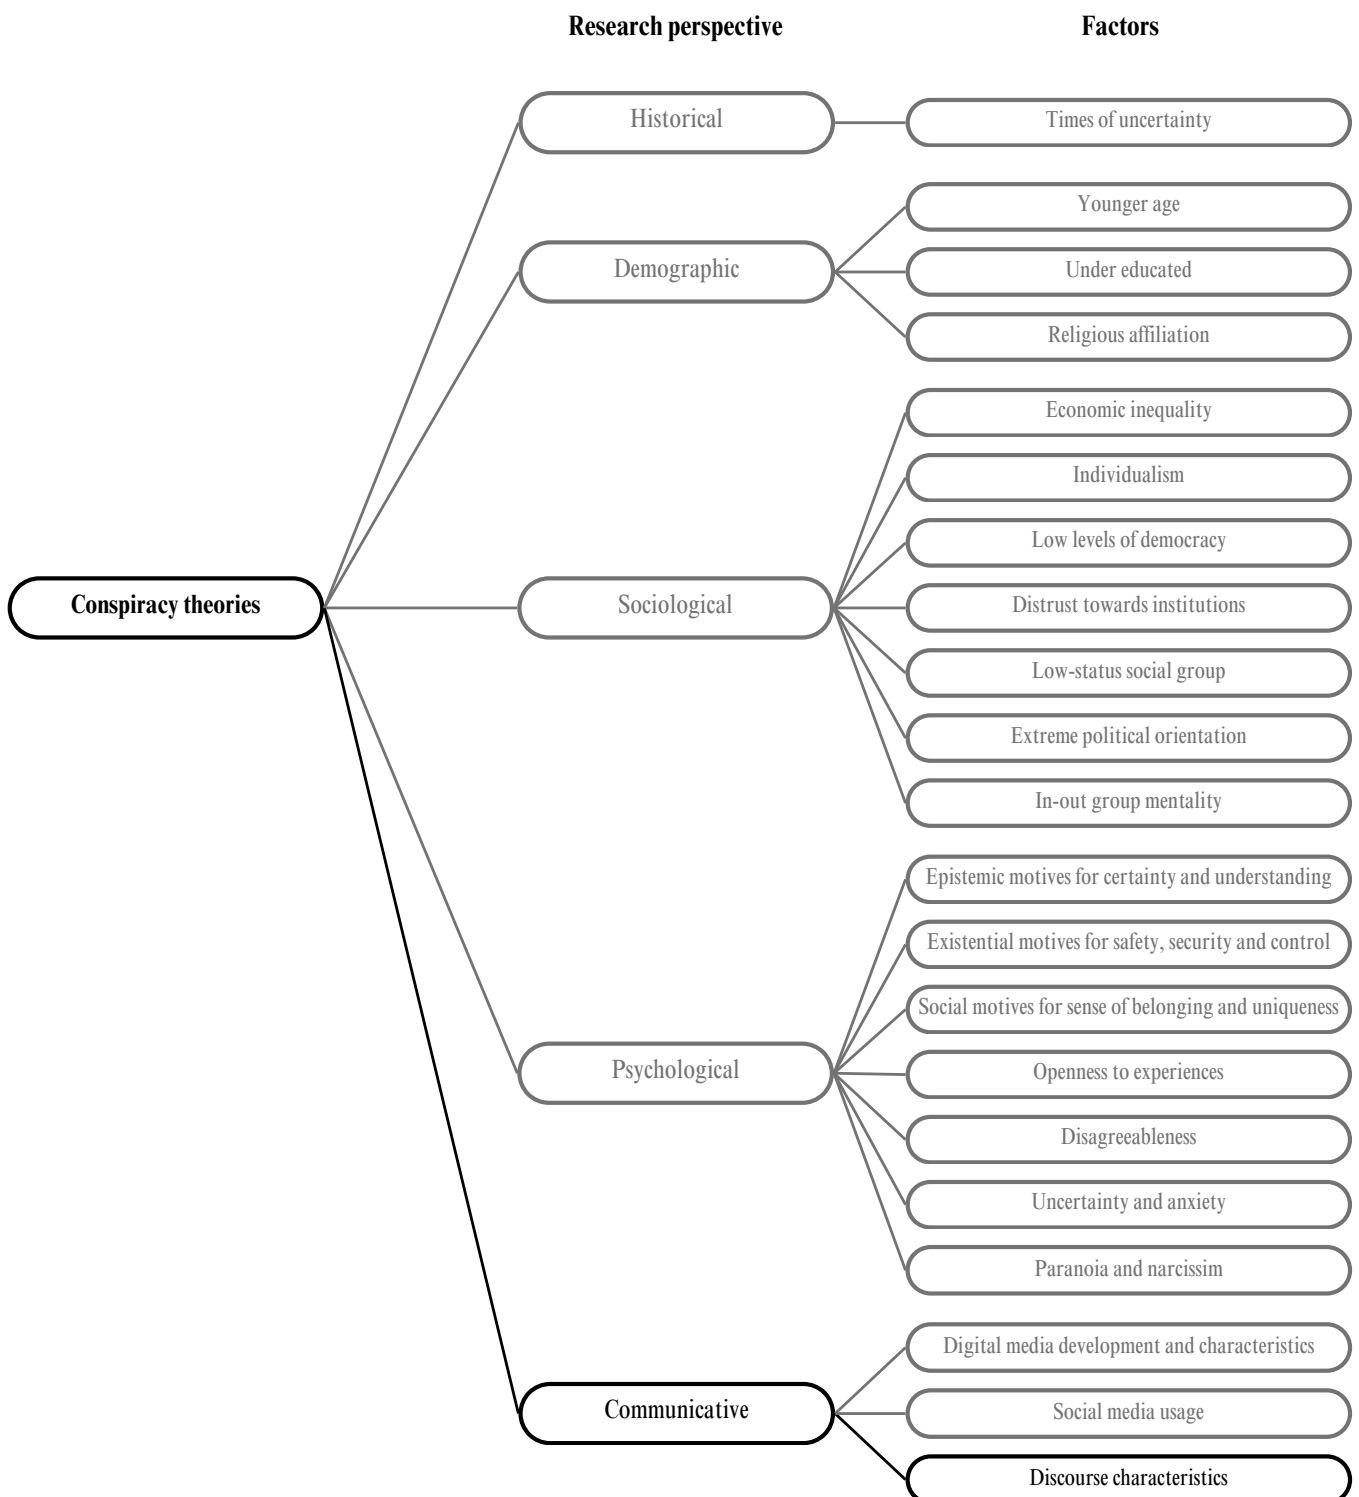 Research perspective
Factors
Historical
Times of uncertainty
Younger age
Demographic
Under educated
Religious affiliation
Economic inequality
Individualism
Low levels of democracy
Conspiracy theories
Sociological
Distrust towards institutions
Low-status social group
Extreme political orientation
In-out group mentality
Epistemic motives for certainty and understanding
Existential motives for safety, security and control
Social motives for sense of belonging and uniqueness
Psychological
Openness to experiences
Disagreeableness
Uncertainty and anxiety
Paranoia and narcissim
Digital media development and characteristics
Communicative
Social media usage
Discourse characteristics